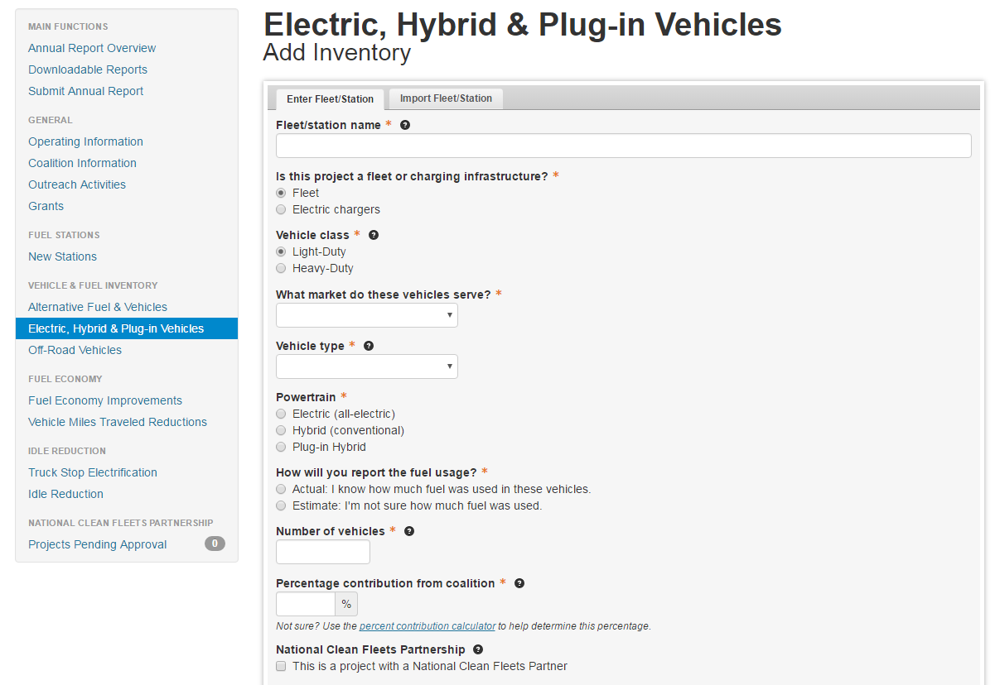 MAIN FUNCTIONS
Annual Report Overview
Downloadable Reports
Submit Annual Report
GENERAL
Operating Information
Coalition Information
Outreach Activities
Grants
FUEL STATIONS
New Stations
VEHICLE & FUEL INVENTORY
Alternative Fuel & Vehicles
Electric, Hybrid & Plug-in Vehicles
Off-Road Vehicles
FUEL ECONOMY
Fuel Economy Improvements
Vehicle Miles Traveled Reductions
IDLE REDUCTION
Truck Stop Electrification
Idle Reduction
NATIONAL CLEAN FLEETS PARTNERSHIP
Projects Pending Approval 0
Electric, Hybrid & Plug-in Vehicles
Add Inventory
Enter Fleet/Station Import Fleet/Station
Fleet/station name * ?
Is this project a fleet or charging infrastructure? *
Fleet
Electric chargers
Vehicle class * ?
Light-Duty
Heavy-Duty
What market do these vehicles serve? *
Vehicle type * ?
Powertrain *
Electric (all-electric)
Hybrid (conventional)
Plug-in Hybrid
How will you report the fuel usage? *
Actual: I know how much fuel was used in these vehicles.
Estimate: I'm not sure how much fuel was used.
Number of vehicles * ?
Percentage contribution from coalition * ?
%
Not sure? Use the percent contribution calculator to help determine this percentage.
National Clean Fleets Partnership ?
This is a project with a National Clean Fleets Partner